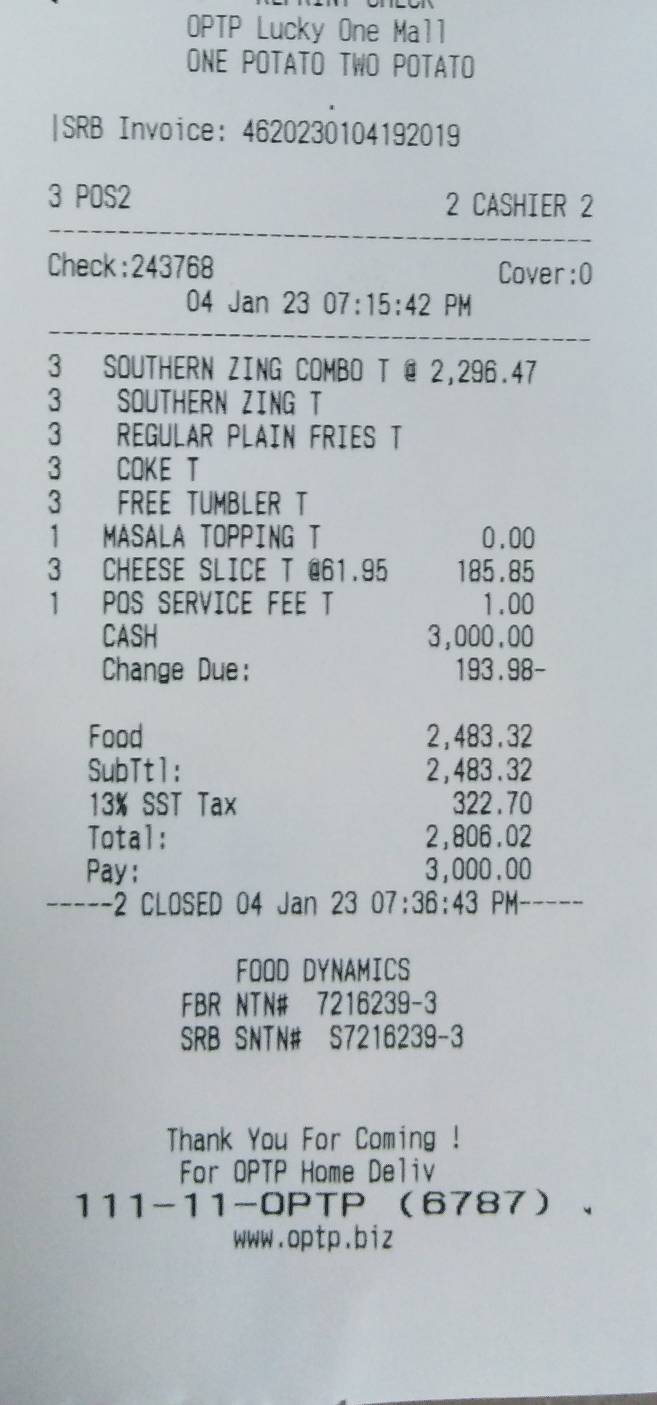 REPRINT CHECK
OPTP Lucky One Mall
ONE POTATO TWO POTATO
|SRB Invoice: 4620230104192019
3 POS2 2 CASHIER 2
----------------------------------------
Check:243768 Cover:0
04 Jan 23 07:15:42 PM
----------------------------------------
3 SOUTHERN ZING COMBO T @ 2,296.47
3 SOUTHERN ZING T
3 REGULAR PLAIN FRIES T
3 COKE T
3 FREE TUMBLER T
1 MASALA TOPPING T 0.00
3 CHEESE SLICE T @61.95 185.85
1 POS SERVICE FEE T 1.00
CASH 3,000.00
Change Due: 193.98-
Food 2,483.32
SubTtl: 2,483.32
13% SST Tax 322.70
Total: 2,806.02
Pay: 3,000.00
-----2 CLOSED 04 Jan 23 07:36:43 PM-----
FOOD DYNAMICS
FBR NTN# 7216239-3
SRB SNTN# S7216239-3
Thank You For Coming !
For OPTP Home Deliv
111-11-OPTP (6787) .
www.optp.biz